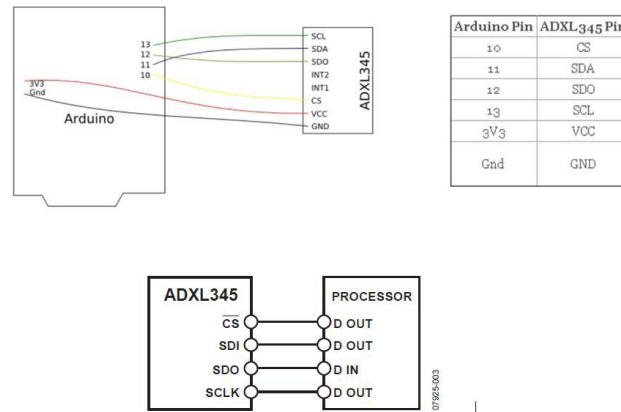 13
12
11
10
3V3
Gnd
Arduino
SCL
SDA
SDO
INT2
INT1
CS
VCC
GND
ADXL345
Arduino Pin ADXL345 Pin
10 CS
11 SDA
12 SDO
13 SCL
3V3 VCC
Gnd GND
ADXL345 PROCESSOR
CS D OUT
SDI D OUT
SDO D IN
SCLK D OUT
07925-003